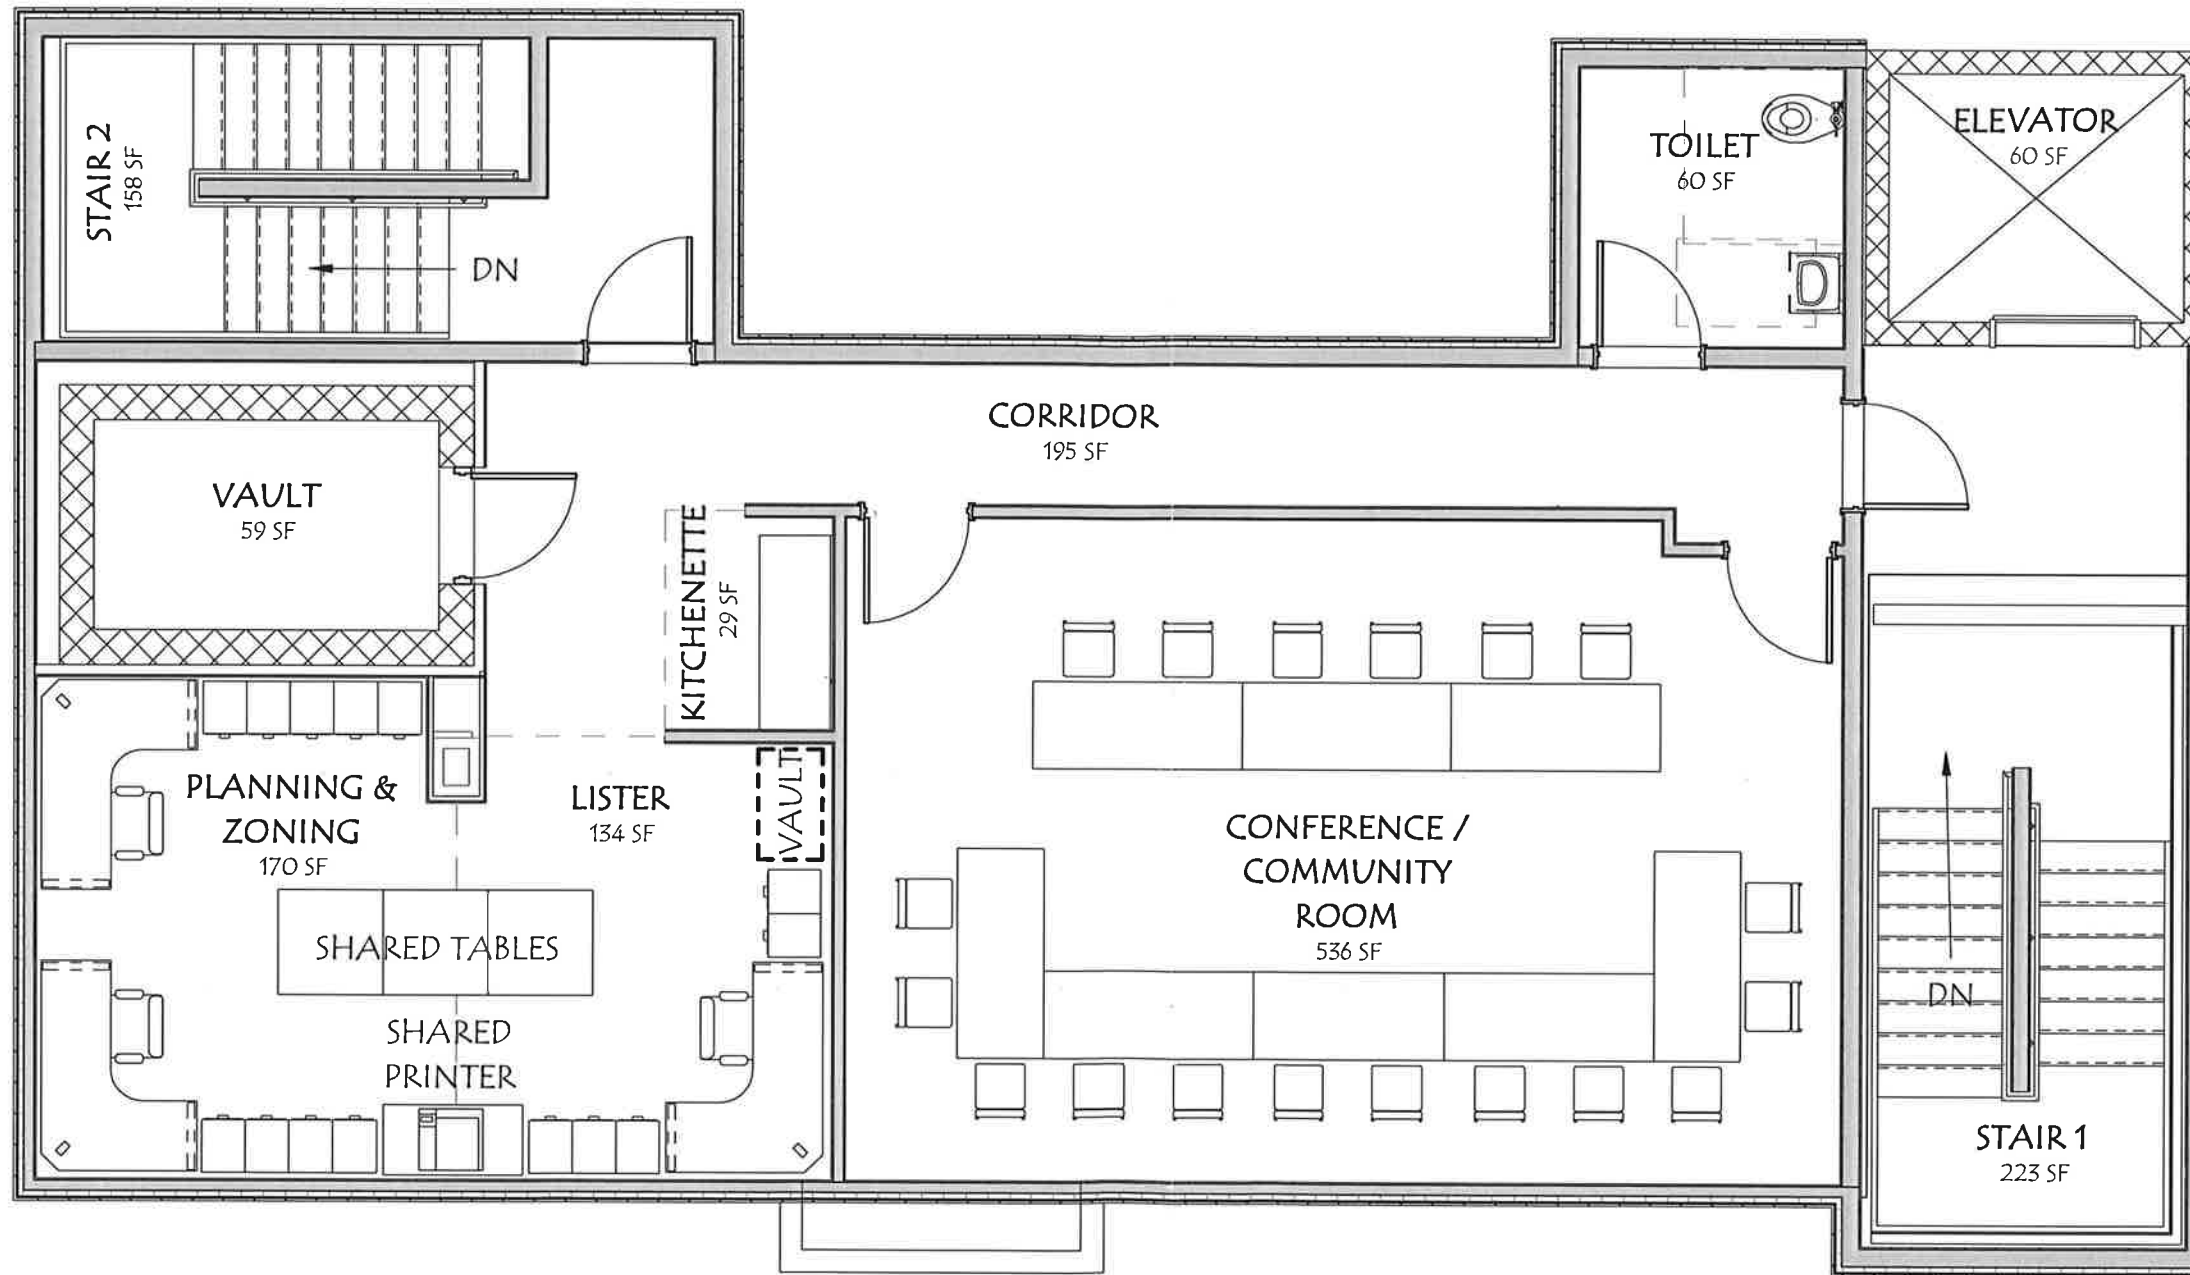 STAIR 2
158 SF
DN
TOILET
60 SF
ELEVATOR
60 SF
CORRIDOR
195 SF
VAULT
59 SF
KITCHENETTE
29 SF
PLANNING &
ZONING
170 SF
LISTER
134 SF
VAULT
SHARED TABLES
SHARED
PRINTER
CONFERENCE /
COMMUNITY
ROOM
536 SF
DN
STAIR 1
223 SF